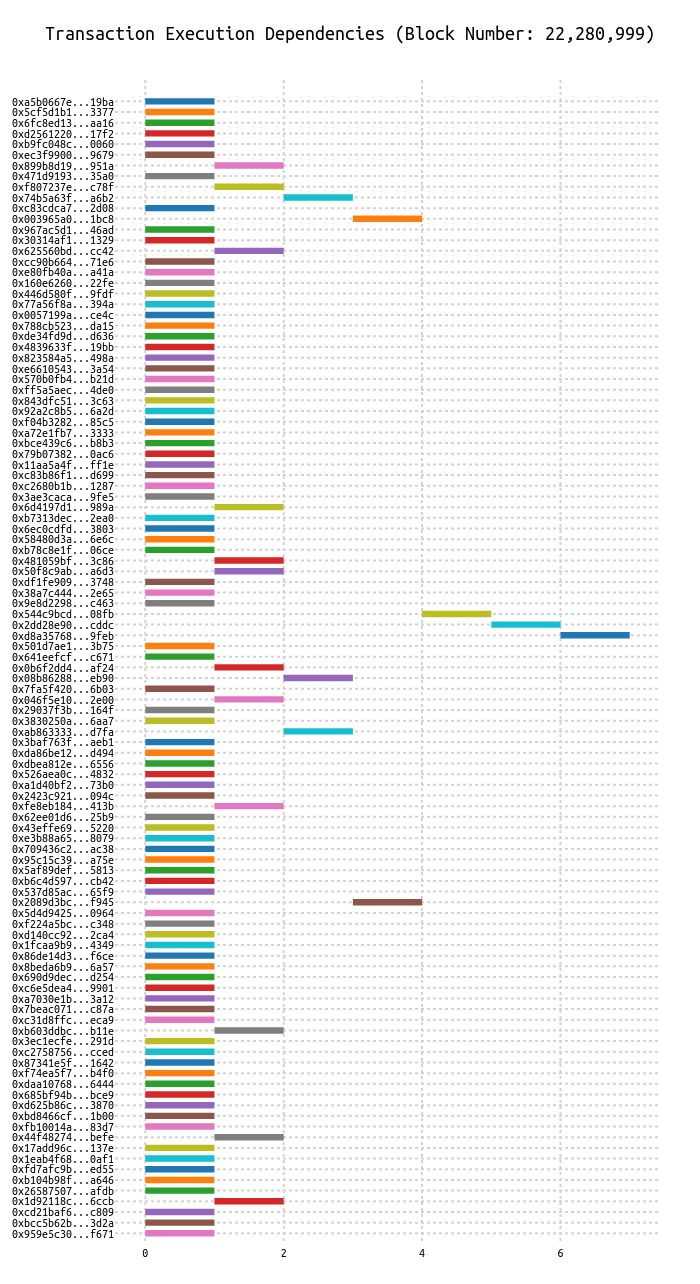 Transaction Execution Dependencies (Block Number: 22,280,999)
0xa5b0667e...19ba
0x5cf5d1b1...3377
0x6fc8ed13...aa16
0xd2561220...17f2
0xb9fc048c...0060
0xec3f9900...9679
0x899b8d19...951a
0x471d9193...35a0
0xf807237e...c78f
0x74b5a63f...a6b2
0xc83cdca7...2d08
0x003965a0...1bc8
0x967ac5d1...46ad
0x30314af1...1329
0x625560bd...cc42
0xcc90b664...71e6
0xe80fb40a...a41a
0x160e6260...22fe
0x446d580f...9fdf
0x77a56f8a...394a
0x0057199a...ce4c
0x788cb523...da15
0xde34fd9d...d636
0x4839633f...19bb
0x823584a5...498a
0xe6610543...3a54
0x570b0fb4...b21d
0xff5a5aec...4de0
0x843dfc51...3c63
0x92a2c8b5...6a2d
0xf04b3282...85c5
0xa72e1fb7...3333
0xbce439c6...b8b3
0x79b07382...0ac6
0x11aa5a4f...ff1e
0xc83b86f1...d699
0xc2680b1b...1287
0x3ae3caca...9fe5
0x6d4197d1...989a
0xb7313dec...2ea0
0x6ec0cdfd...3803
0x58480d3a...6e6c
0xb78c8e1f...06ce
0x481059bf...3c86
0x50f8c9ab...a6d3
0xdf1fe909...3748
0x38a7c444...2e65
0x9e8d2298...c463
0x544c9bcd...08fb
0x2dd28e90...cddc
0xd8a35768...9feb
0x501d7ae1...3b75
0x641eefcf...c671
0x0b6f2dd4...af24
0x08b86288...eb90
0x7fa5f420...6b03
0x046f5e10...2e00
0x29037f3b...164f
0x3830250a...6aa7
0xab863333...d7fa
0x3baf763f...aeb1
0xda86be12...d494
0xdbea812e...6556
0x526aea0c...4832
0xa1d40bf2...73b0
0x2423c921...094c
0xfe8eb184...413b
0x62ee01d6...25b9
0x43effe69...5220
0xe3b88a65...8079
0x709436c2...ac38
0x95c15c39...a75e
0x5af89def...5813
0xb6c4d597...cb42
0x537d85ac...65f9
0x2089d3bc...f945
0x5d4d9425...0964
0xf224a5bc...c348
0xd140cc92...2ca4
0x1fcaa9b9...4349
0x86de14d3...f6ce
0x8beda6b9...6a57
0x690d9dec...d254
0xc6e5dea4...9901
0xa7030e1b...3a12
0x7beac071...c87a
0xc31d8ffc...eca9
0xb603ddbc...b11e
0x3ec1ecfe...291d
0xc2758756...cced
0x87341e5f...1642
0xf74ea5f7...b4f0
0xdaa10768...6444
0x685bf94b...bce9
0xd625b86c...3870
0xbd8466cf...1b00
0xfb10014a...83d7
0x44f48274...befe
0x17add96c...137e
0x1eab4f68...0af1
0xfd7afc9b...ed55
0xb104b98f...a646
0x26587507...afdb
0x1d92118c...6ccb
0xcd21baf6...c809
0xbcc5b62b...3d2a
0x959e5c30...f671
0 2 4 6